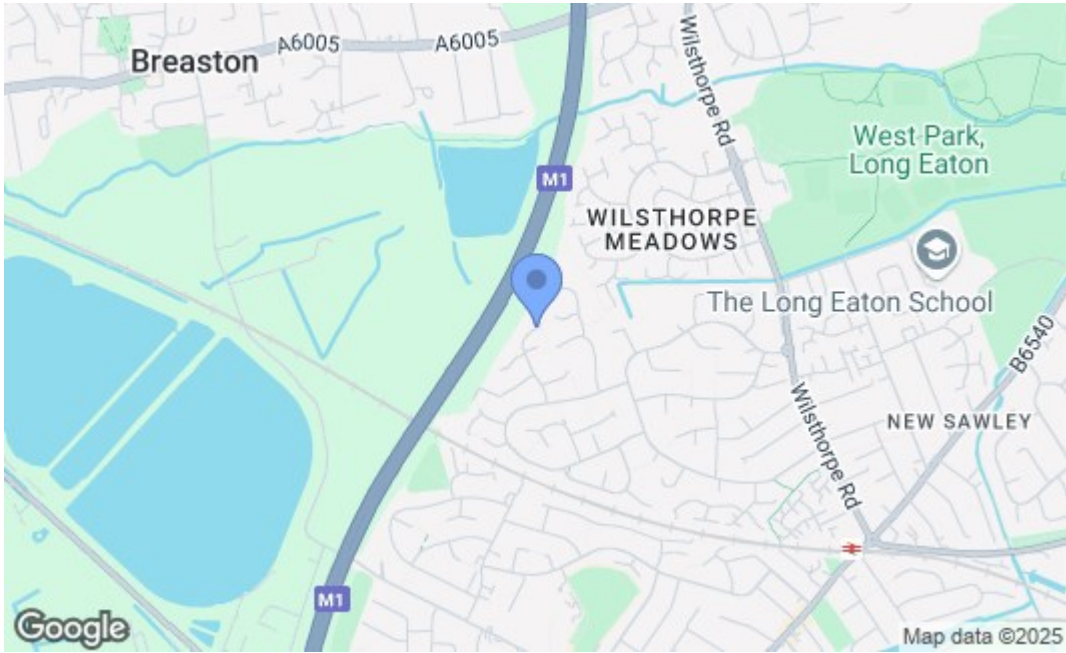 A6005
A6005
Breaston
Wilsthorpe Rd
West Park,
Long Eaton
M1
WILSTHORPE
MEADOWS
The Long Eaton School
B6540
Wilsthorpe Rd
NEW SAWLEY
M1
Google
Map data ©2025